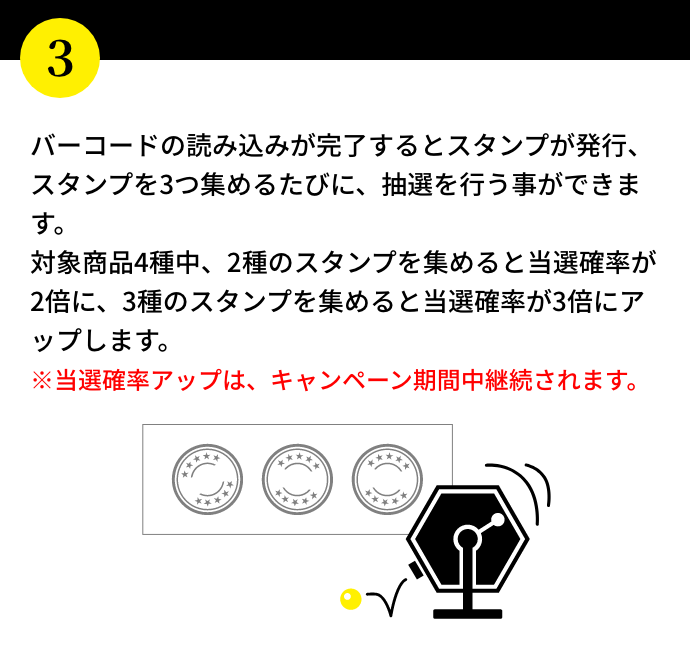 3
バーコードの読み込みが完了するとスタンプが発行、
スタンプを3つ集めるたびに、抽選を行う事ができま
す。
対象商品4種中、2種のスタンプを集めると当選確率が
2倍に、3種のスタンプを集めると当選確率が3倍にア
ップします。
※当選確率アップは、キャンペーン期間中継続されます。